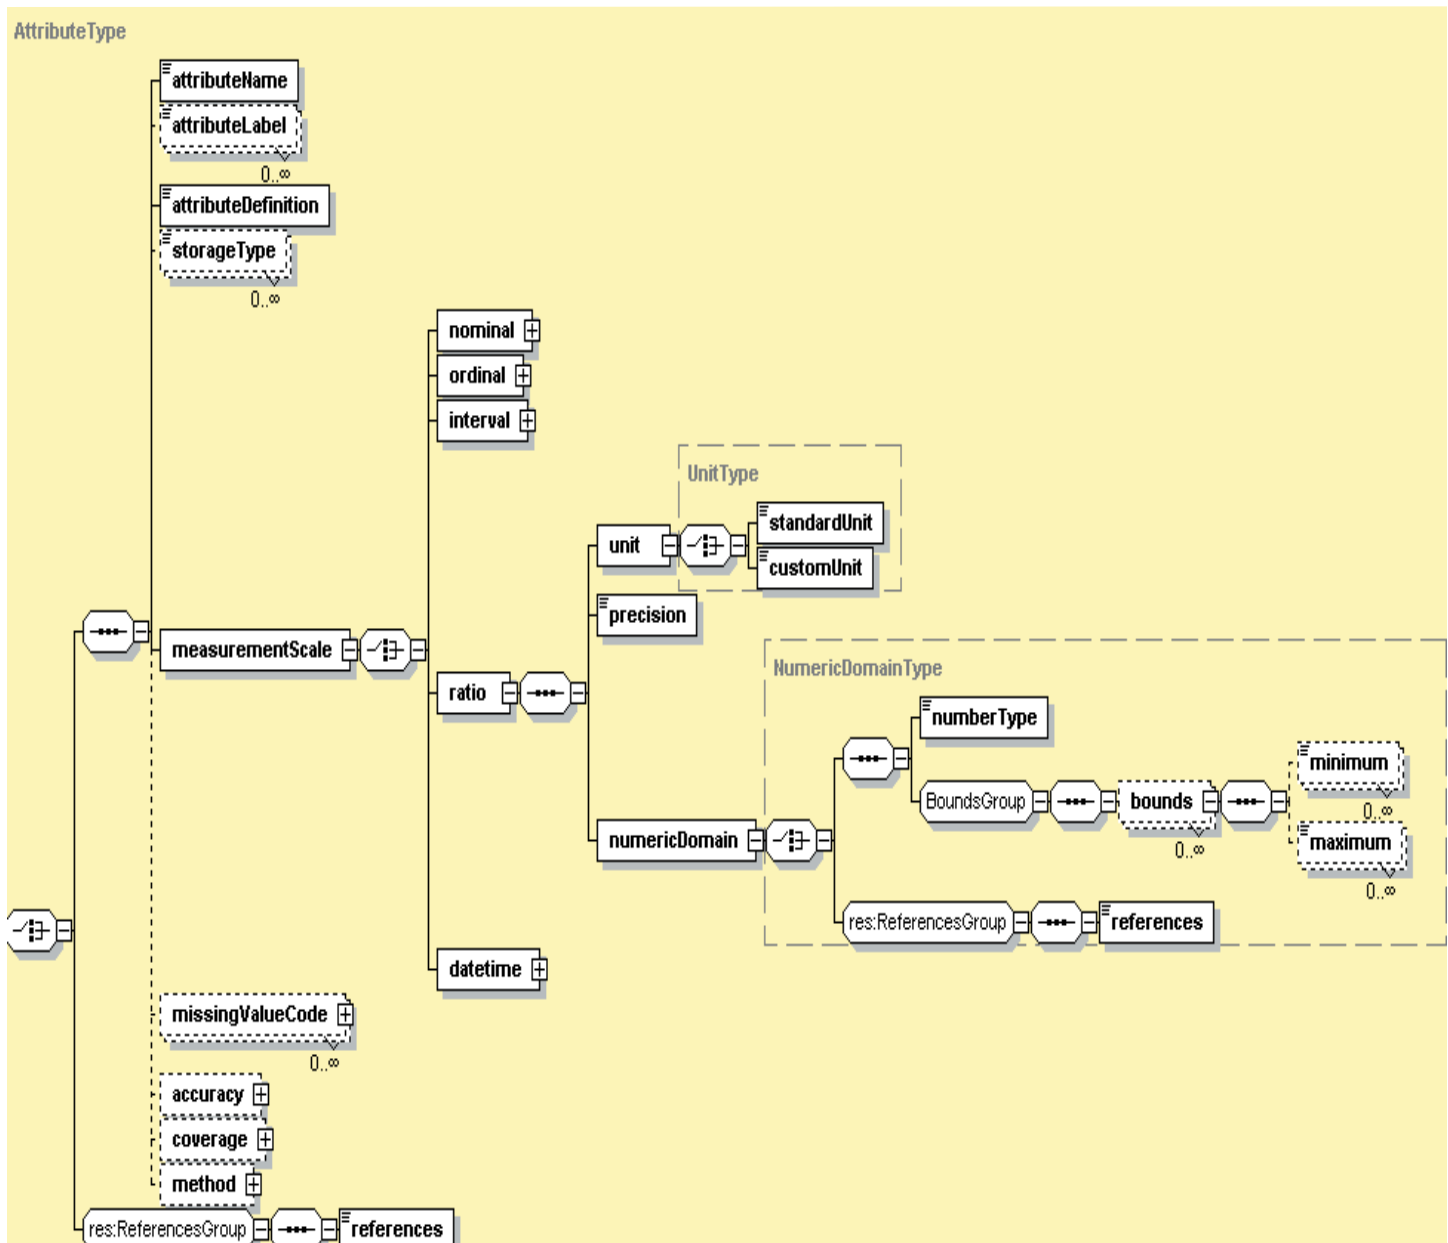 AttributeType
attributeName
attributeLabel
0..∞
attributeDefinition
storageType
0..∞
nominal
ordinal
interval
UnitType
standardUnit
unit
customUnit
precision
measurementScale
NumericDomainType
ratio
numberType
minimum
0..∞
BoundsGroup
bounds
0..∞
numericDomain
maximum
0..∞
res:ReferencesGroup
references
datetime
missingValueCode
0..∞
accuracy
coverage
method
res:ReferencesGroup
references